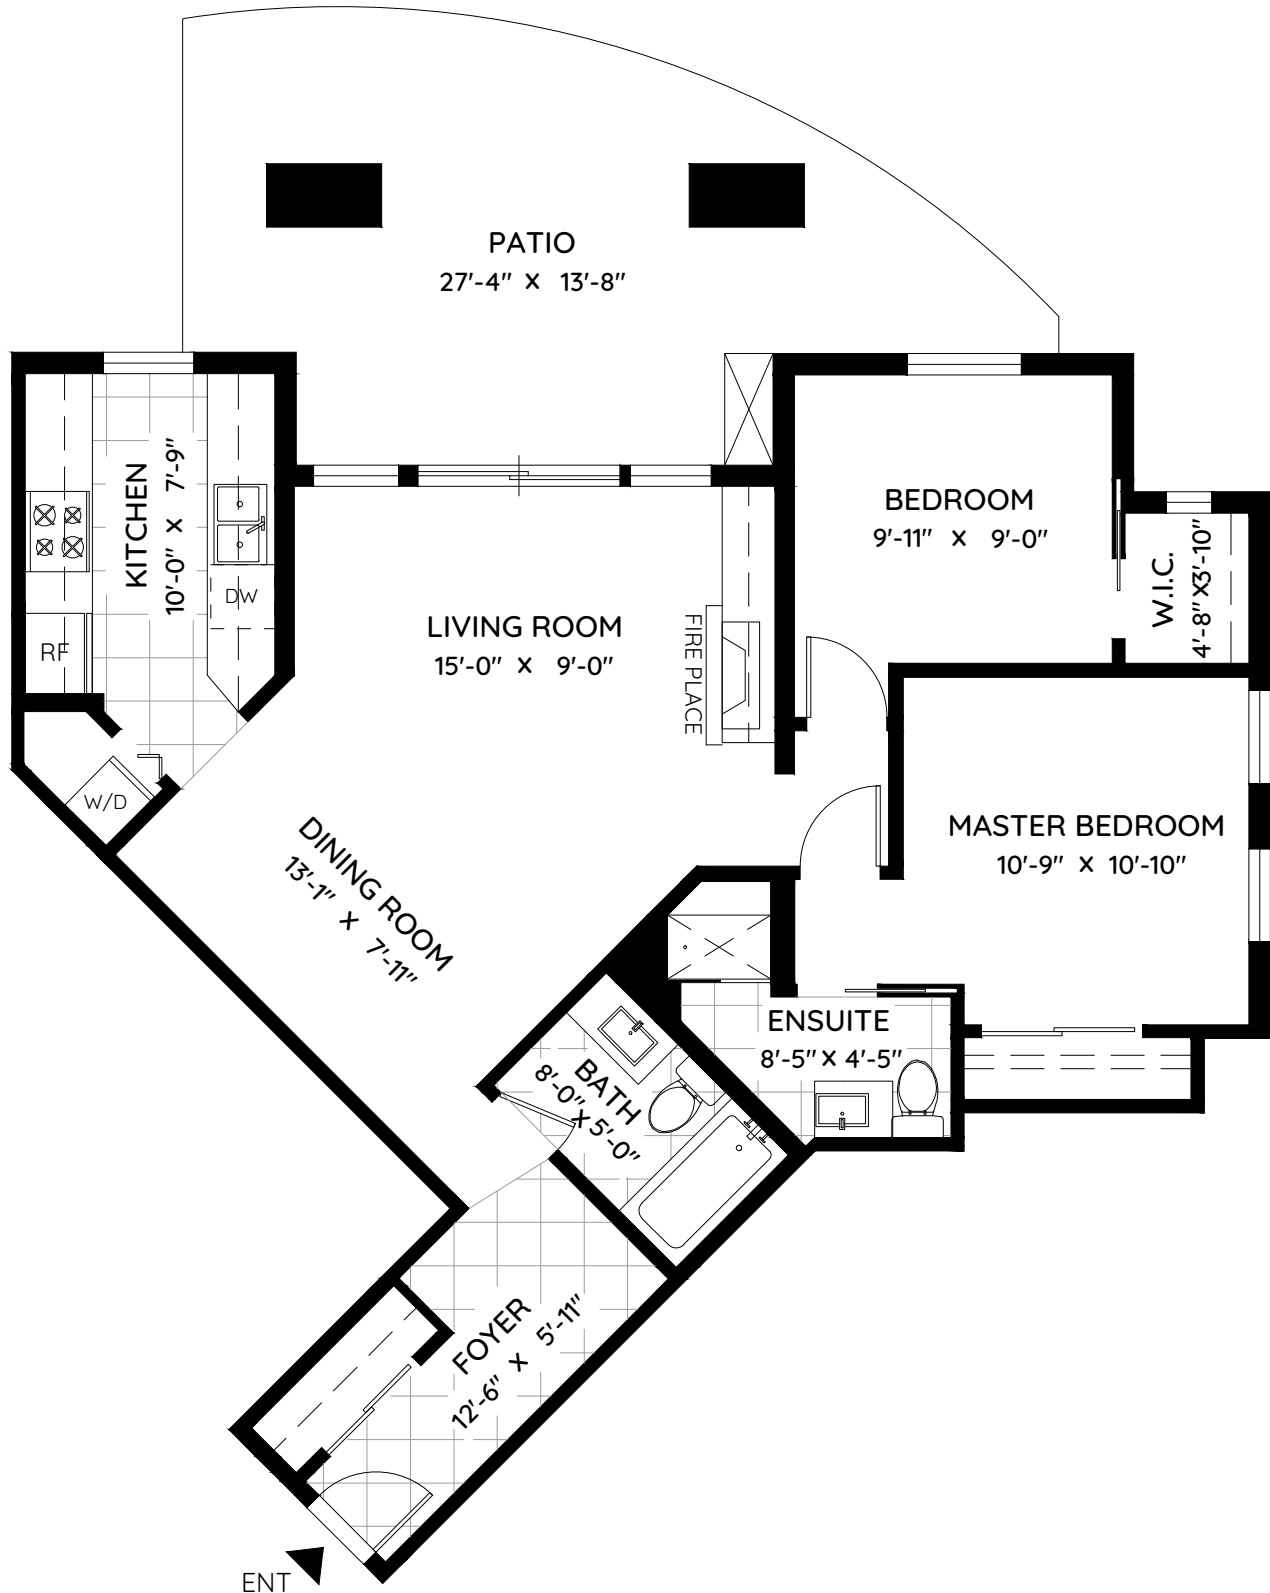 PATIO
27'-4" X 13'-8"
KITCHEN
10'-0" X 7'-9"
DW
RF
W/D
LIVING ROOM
15'-0" X 9'-0"
FIRE PLACE
BEDROOM
9'-11" X 9'-0"
W.I.C.
4'-8" X3'-10"
MASTER BEDROOM
10'-9" X 10'-10"
DINING ROOM
13'-1" X 7'-11"
ENSUITE
8'-5" X 4'-5"
BATH
8'-0" X 5'-0"
FOYER
12'-6" X 5'-11"
ENT